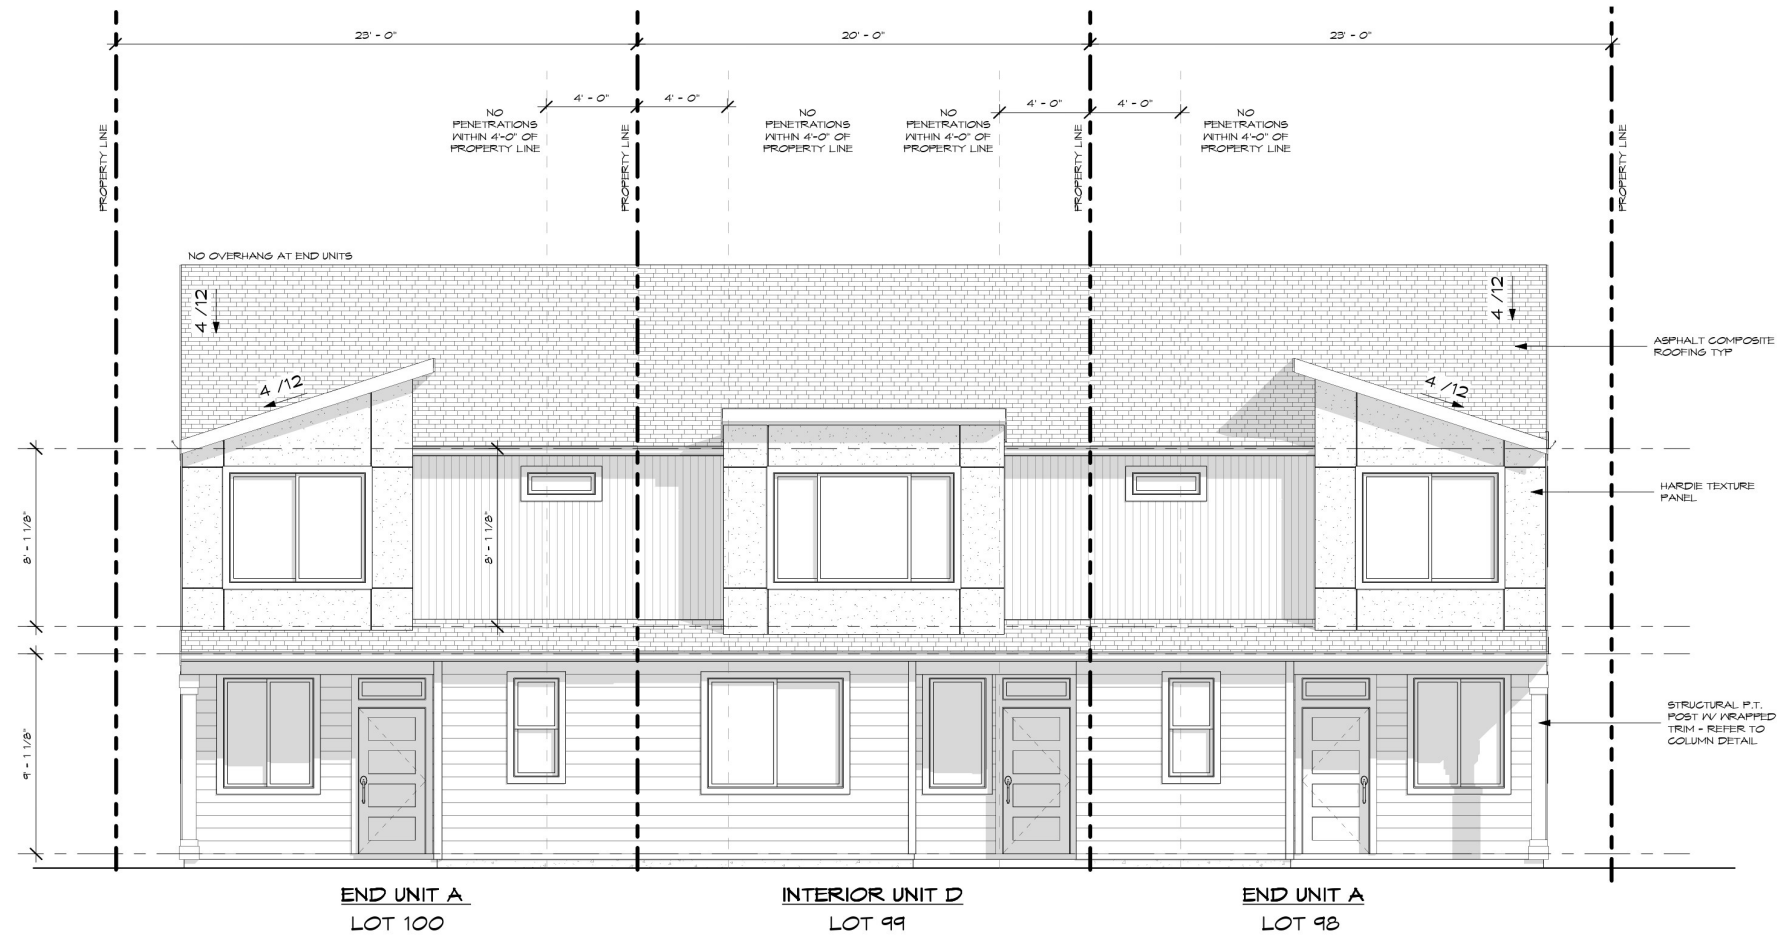 23' - 0"
20' - 0"
23' - 0"
4' - 0"
4' - 0"
4' - 0"
4' - 0"
NO
PENETRATIONS
WITHIN 4'-0" OF
PROPERTY LINE
NO
PENETRATIONS
WITHIN 4'-0" OF
PROPERTY LINE
NO
PENETRATIONS
WITHIN 4'-0" OF
PROPERTY LINE
NO
PENETRATIONS
WITHIN 4'-0" OF
PROPERTY LINE
PROPERTY LINE
PROPERTY LINE
PROPERTY LINE
PROPERTY LINE
NO OVERHANG AT END UNITS
4 /12
4 /12
4 /12
4 /12
ASPHALT COMPOSITE
ROOFING TYP
HARDIE TEXTURE
PANEL
8' - 1 1/8"
8' - 1 1/8"
STRUCTURAL P.T.
POST W/ WRAPPED
TRIM - REFER TO
COLUMN DETAIL
9' - 1 1/8"
END UNIT A
LOT 100
INTERIOR UNIT D
LOT 99
END UNIT A
LOT 98